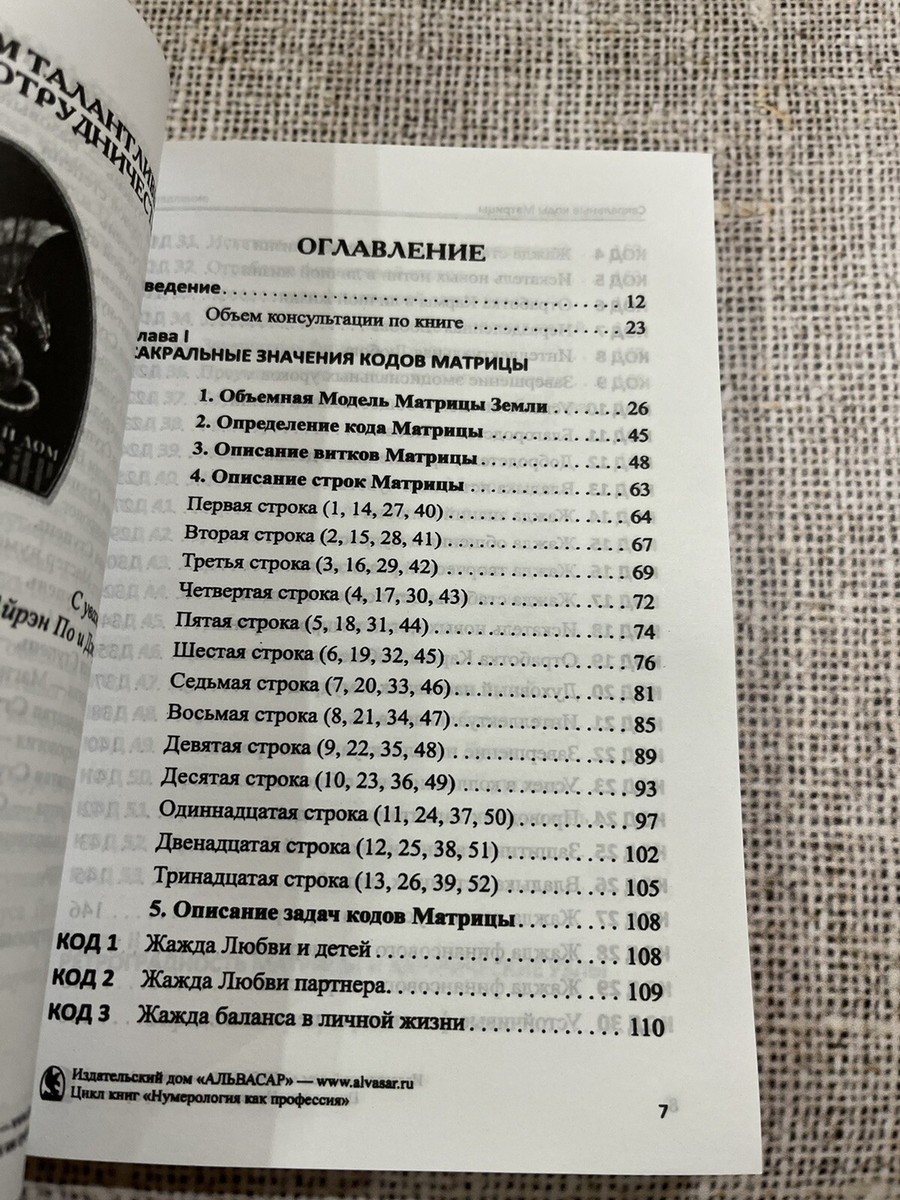 ОГЛАВЛЕНИЕ
ведение 12
Объем консультации по книге 23
лава I
САКРАЛЬНЫЕ ЗНАЧЕНИЯ КОДОВ МАТРИЦЫ
1. Объемная Модель Матрицы Земли 26
2. Определение кода Матрицы 45
3. Описание витков Матрицы 48
4. Описание строк Матрицы 63
Первая строка (1, 14, 27, 40) 64
Вторая строка (2, 15, 28, 41) 67
Третья строка (3, 16, 29, 42) 69
Четвертая строка (4, 17, 30, 43) 72
Пятая строка (5, 18, 31, 44) 74
Шестая строка (6, 19, 32, 45) 76
Седьмая строка (7, 20, 33, 46) 81
Восьмая строка (8, 21, 34, 47) 85
Девятая строка (9, 22, 35, 48) 89
Десятая строка (10, 23, 36, 49) 93
Одиннадцатая строка (11, 24, 37, 50) 97
Двенадцатая строка (12, 25, 38, 51) 102
Тринадцатая строка (13, 26, 39, 52) 105
5. Описание задач кодов Матрицы 108
КОД 1 Жажда Любви и детей 108
КОД 2 Жажда Любви партнера 109
КОД 3 Жажда баланса в личной жизни 110
Издательский дом «АЛЬВАСАР» — www.alvasar.ru
Цикл книг «Нумерология как профессия»
7